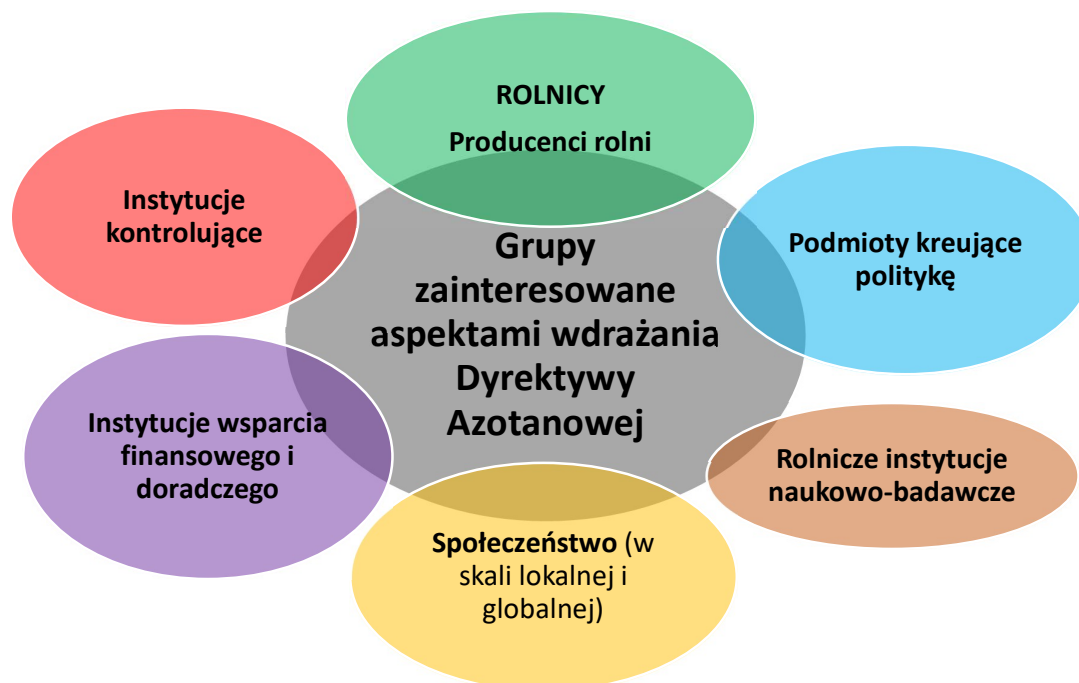 ROLNICY
Producenci rolni
Instytucje
kontrolujące
Grupy
zainteresowane
aspektami wdrażania
Dyrektywy
Azotanowej
Podmioty kreujące
politykę
Instytucje wsparcia
finansowego i
doradczego
Rolnicze instytucje
naukowo-badawcze
Społeczeństwo (w
skali lokalnej i
globalnej)